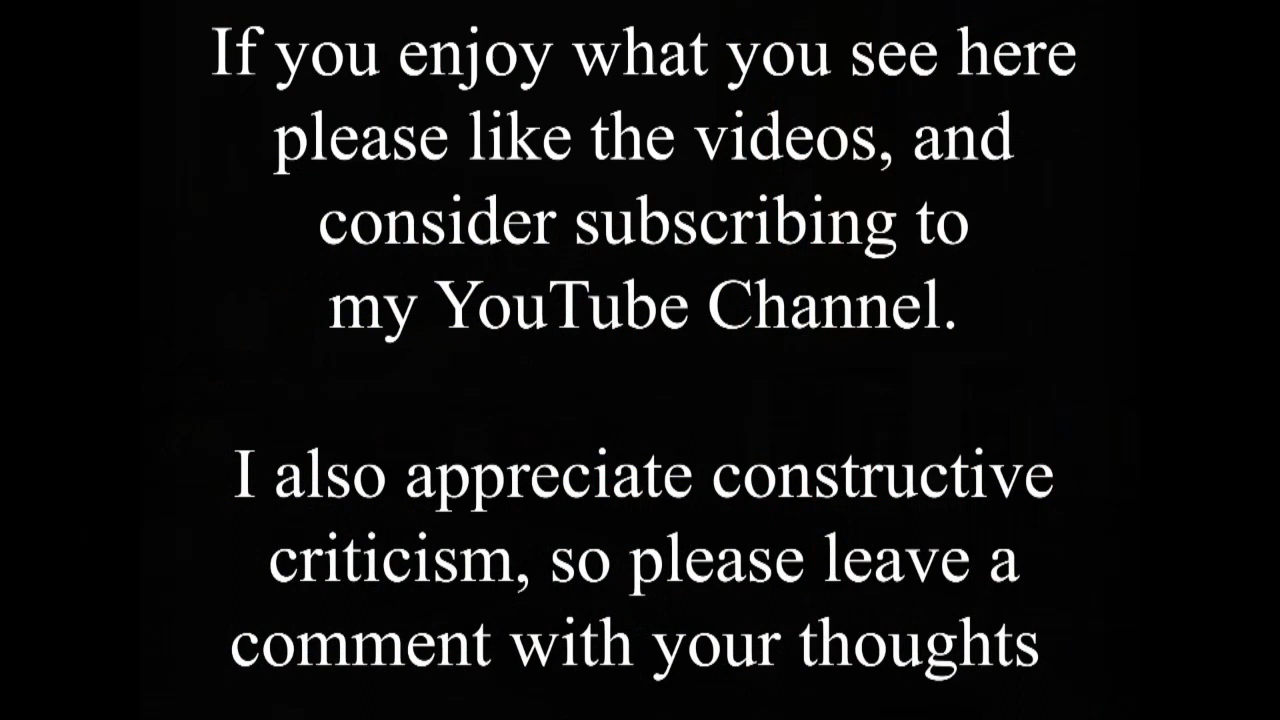 If you enjoy what you see here
please like the videos, and
consider subscribing to
my YouTube Channel.
I also appreciate constructive
criticism, so please leave a
comment with your thoughts